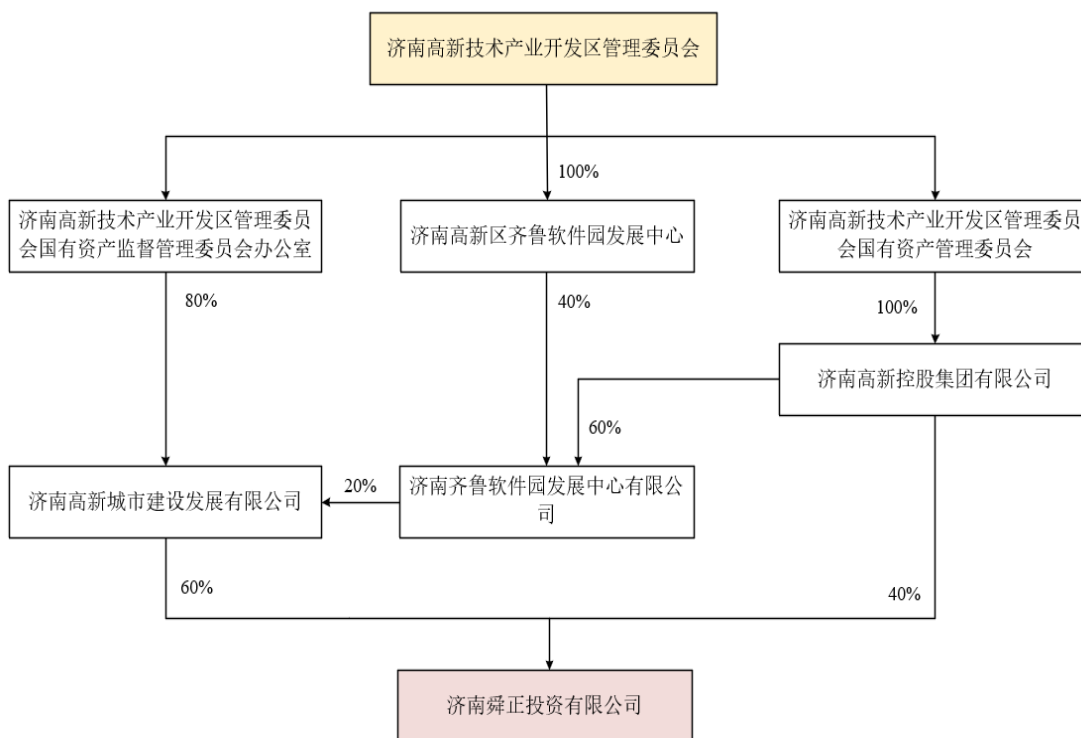 济南高新技术产业开发区管理委员会
100%
济南高新技术产业开发区管理委员
会国有资产监督管理委员会办公室
济南高新区齐鲁软件园发展中心
济南高新技术产业开发区管理委员
会国有资产管理委员会
80%
40%
100%
济南高新控股集团有限公司
60%
济南高新城市建设发展有限公司
20%
济南齐鲁软件园发展中心有限公
司
60%
40%
济南舜正投资有限公司